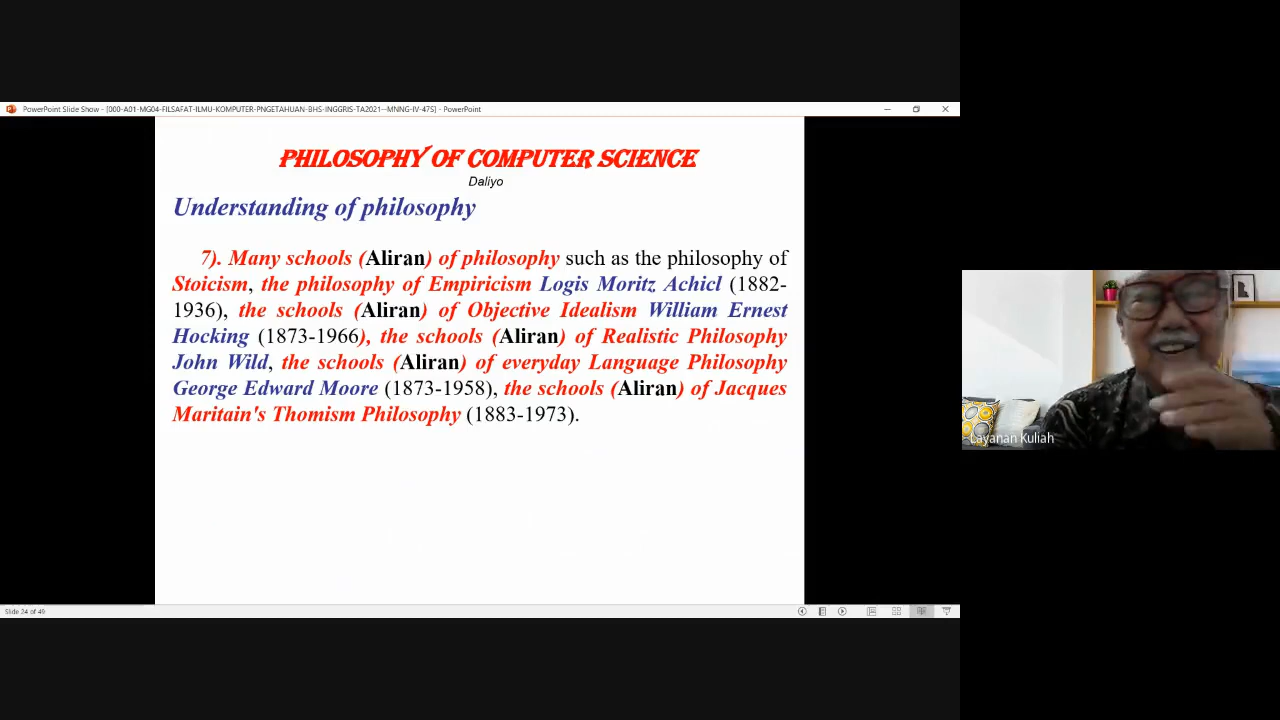 PowerPoint Slide Show - [000-A01-MG04-FILSAFAT-ILMU-KOMPUTER-PNGETAHUAN-BHS-INGGRIS-TA2021--MNNG-IV-47S] - PowerPoint
PHILOSOPHY OF COMPUTER SCIENCE
Daliyo
Understanding of philosophy
7). Many schools (Aliran) of philosophy such as the philosophy of
Stoicism, the philosophy of Empiricism Logis Moritz Achicl (1882-
1936), the schools (Aliran) of Objective Idealism William Ernest
Hocking (1873-1966), the schools (Aliran) of Realistic Philosophy
John Wild, the schools (Aliran) of everyday Language Philosophy
George Edward Moore (1873-1958), the schools (Aliran) of Jacques
Maritain's Thomism Philosophy (1883-1973).
Layanan Kuliah
Slide 24 of 49